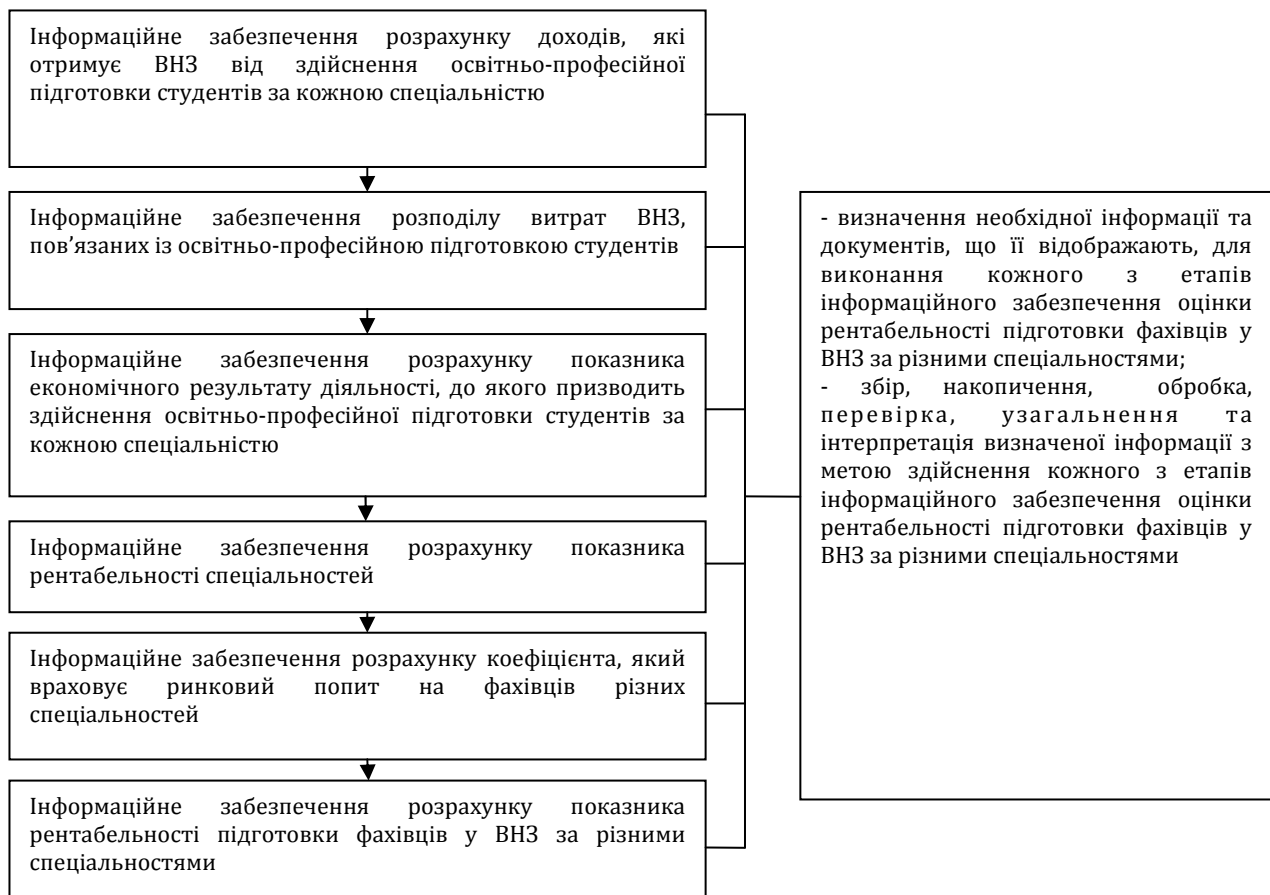 Інформаційне забезпечення розрахунку доходів, які
отримує ВНЗ від здійснення освітньо-професійної
підготовки студентів за кожною спеціальністю
Інформаційне забезпечення розподілу витрат ВНЗ,
пов’язаних із освітньо-професійною підготовкою студентів
Інформаційне забезпечення розрахунку показника
економічного результату діяльності, до якого призводить
здійснення освітньо-професійної підготовки студентів за
кожною спеціальністю
Інформаційне забезпечення розрахунку показника
рентабельності спеціальностей
Інформаційне забезпечення розрахунку коефіцієнта, який
враховує ринковий попит на фахівців різних
спеціальностей
Інформаційне забезпечення розрахунку показника
рентабельності підготовки фахівців у ВНЗ за різними
спеціальностями
- визначення необхідної інформації та
документів, що її відображають, для
виконання кожного з етапів
інформаційного забезпечення оцінки
рентабельності підготовки фахівців у
ВНЗ за різними спеціальностями;
- збір, накопичення, обробка,
перевірка, узагальнення та
інтерпретація визначеної інформації з
метою здійснення кожного з етапів
інформаційного забезпечення оцінки
рентабельності підготовки фахівців у
ВНЗ за різними спеціальностями